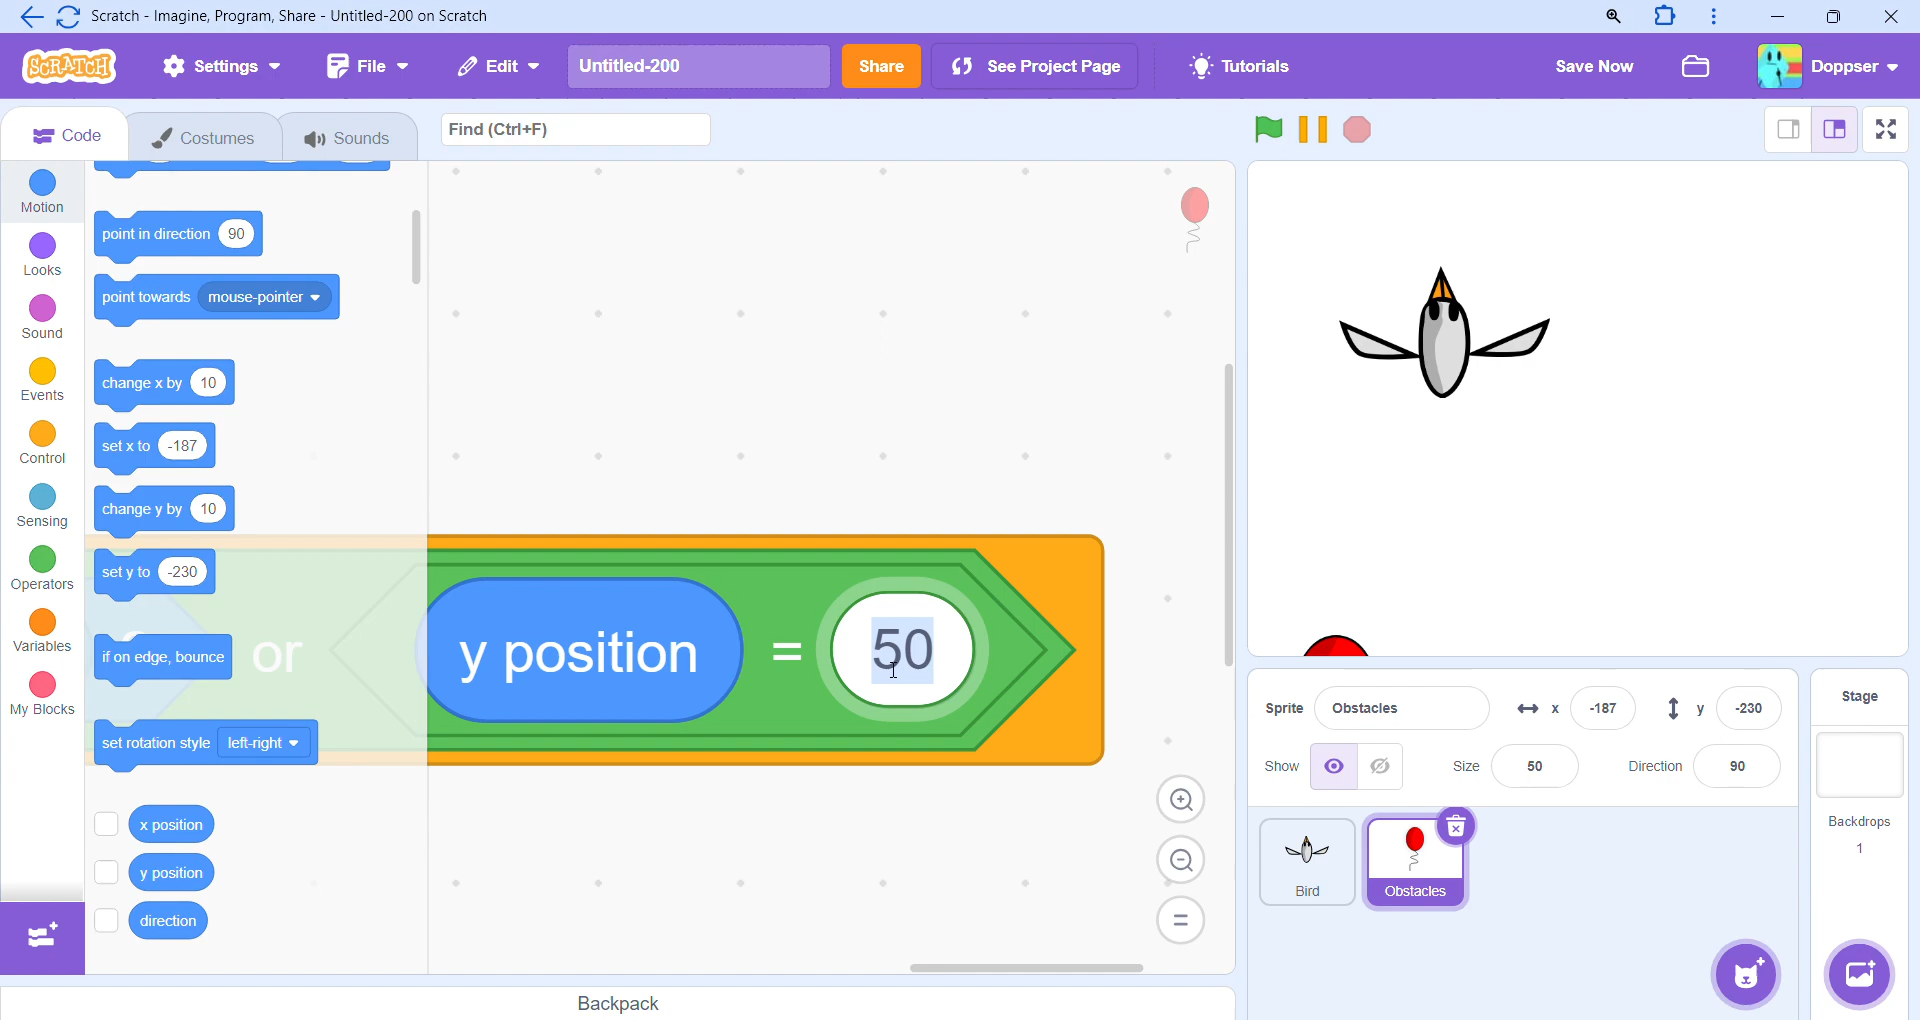 Scratch - Imagine, Program, Share - Untitled-200 on Scratch
SCRATCH
Settings
File
Edit
Untitled-200
Share
See Project Page
Tutorials
Save Now
Doppser
Code
Costumes
Sounds
Find (Ctrl+F)
Motion
Looks
Sound
Events
Control
Sensing
Operators
Variables
My Blocks
point in direction 90
point towards mouse-pointer
change x by 10
set x to -187
change y by 10
set y to -230
if on edge, bounce
set rotation style left-right
x position
y position
direction
or y position = 50
Sprite Obstacles x -187 y -230
Show Size 50 Direction 90
Bird
Obstacles
Stage
Backdrops
1
Backpack